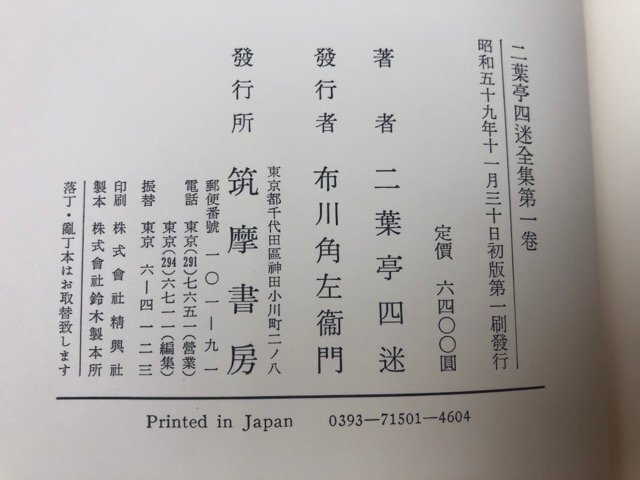 二葉亭四迷全集第一卷
昭和五十九年十一月三十日初版第一刷發行
定價 六四〇〇圓
著者 二葉亭四迷
發行者 布川角左衞門
發行所 筑摩書房
東京都千代田區神田小川町二ノ八
郵便番號 一〇一—九一
電話 東京(291)七六五一(営業)
東京(294)六七一一(編集)
振替 東京 六—四一二三
印刷 株式會社 精興社
製本 株式會社 鈴木製本所
落丁・亂丁本はお取替致します
Printed in Japan 0393—71501—4604